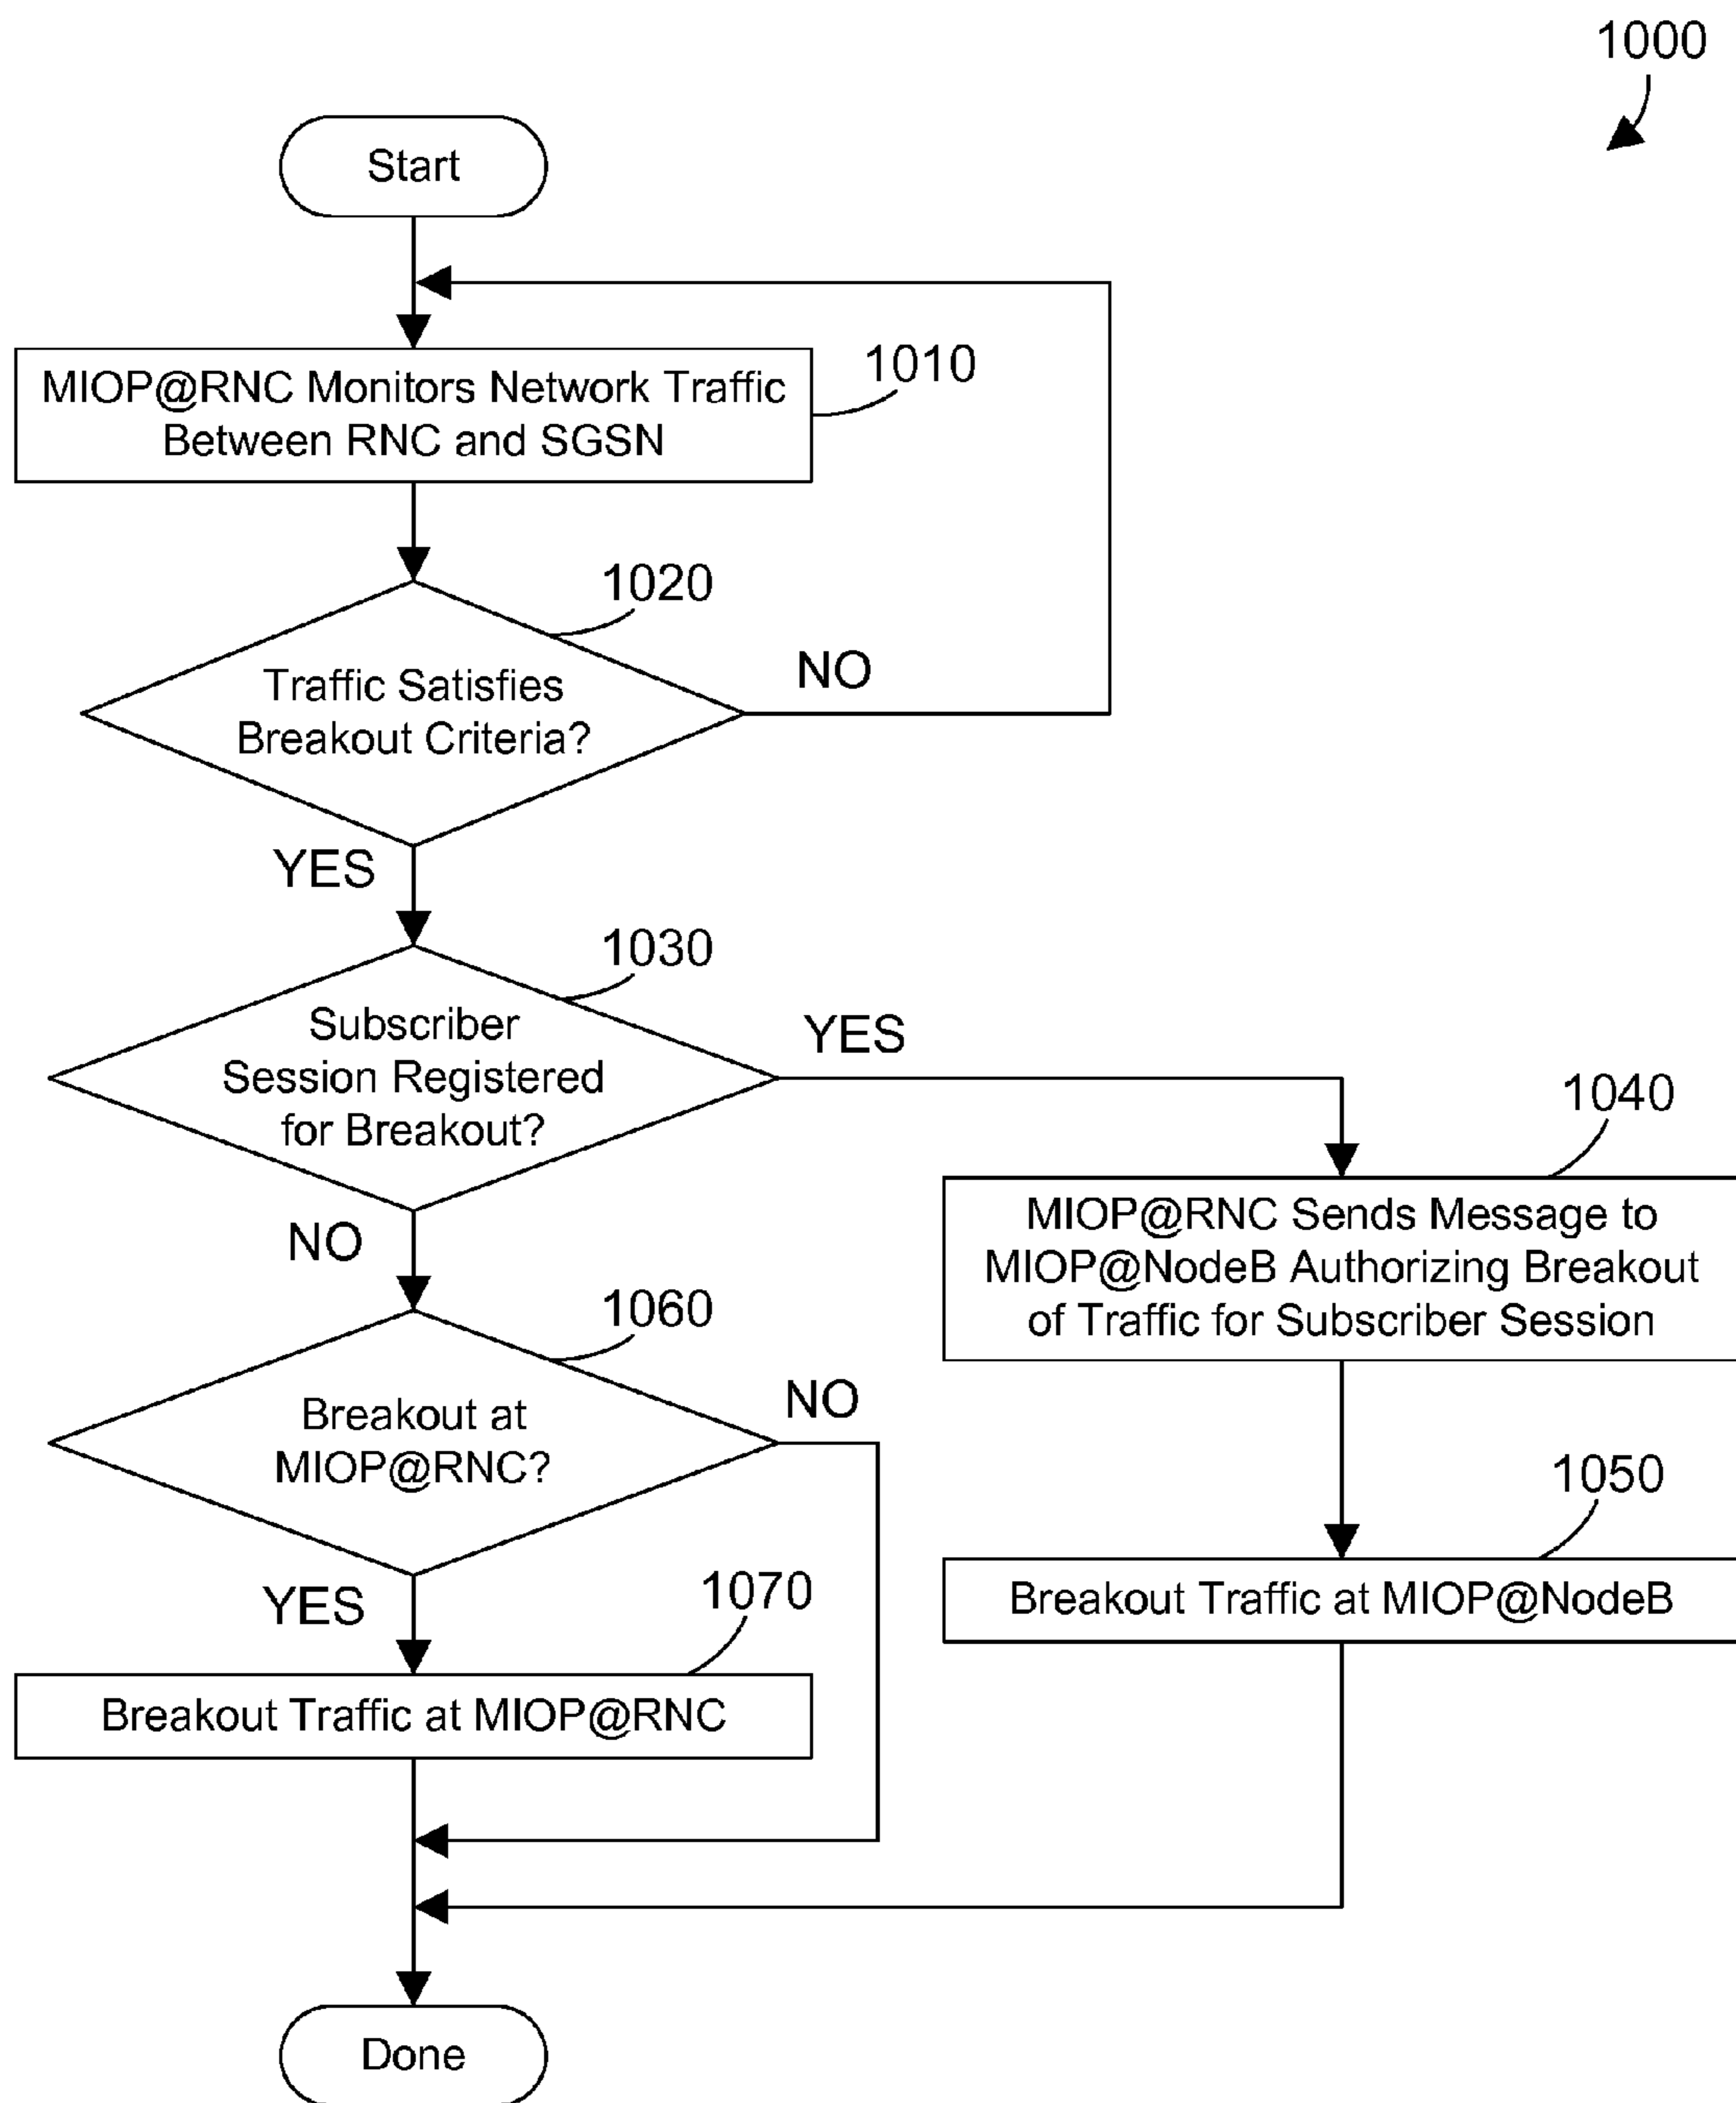 1000
Start
MIOP@RNC Monitors Network Traffic
Between RNC and SGSN
1010
1020
Traffic Satisfies
Breakout Criteria?
NO
YES
1030
Subscriber
Session Registered
for Breakout?
YES
NO
1040
MIOP@RNC Sends Message to
MIOP@NodeB Authorizing Breakout
of Traffic for Subscriber Session
1060
Breakout at
MIOP@RNC?
NO
YES
1050
Breakout Traffic at MIOP@NodeB
1070
Breakout Traffic at MIOP@RNC
Done